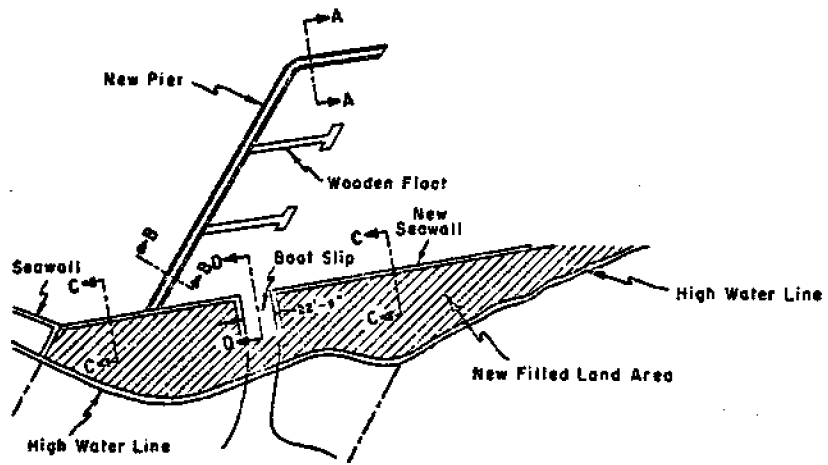 A
New Pier
A
Wooden Float
B
B
D
Boat Slip
C
New
Seawall
Seawall
C
High Water Line
C
D
C
New Filled Land Area
High Water Line